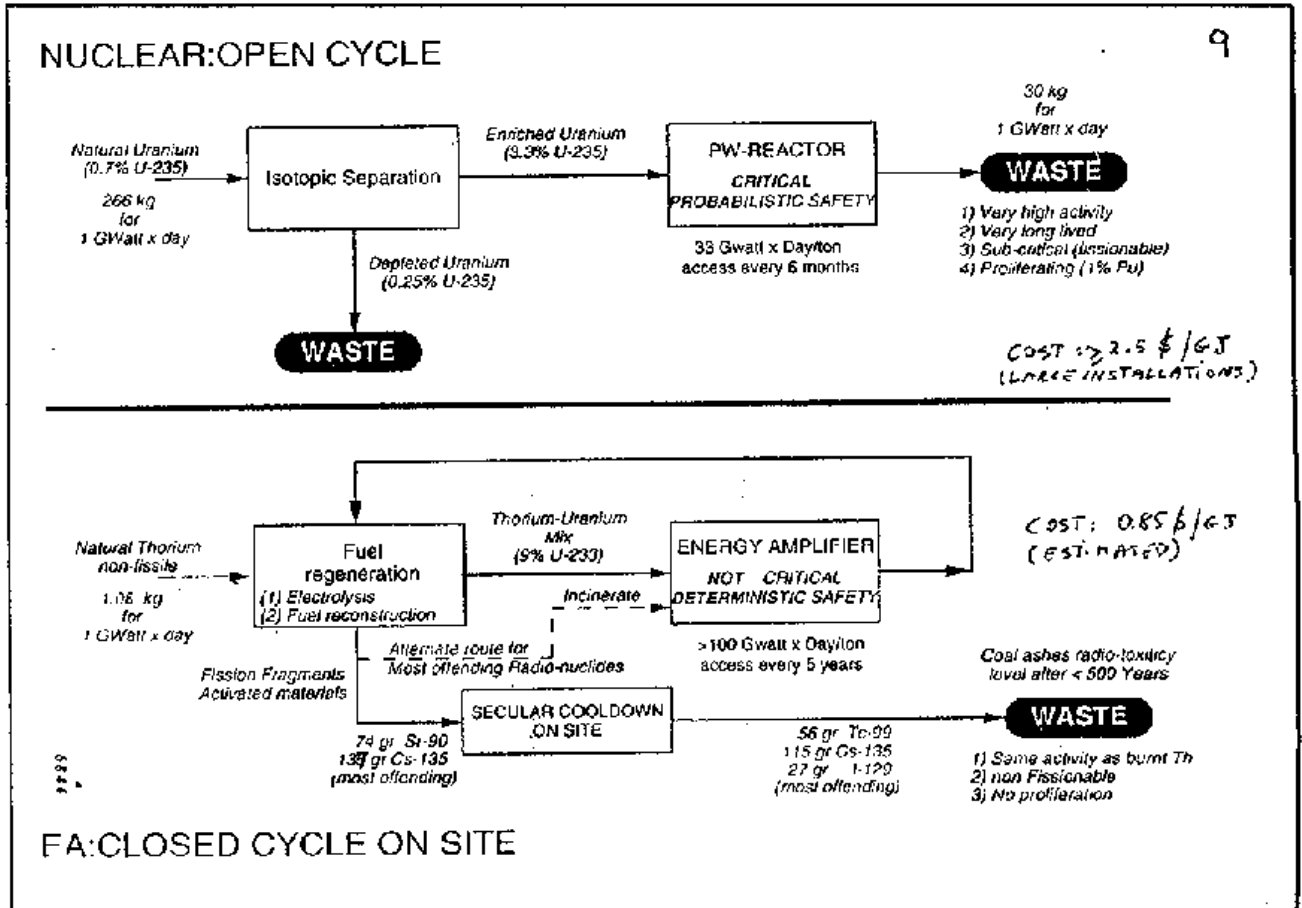 NUCLEAR:OPEN CYCLE
9
Natural Uranium
(0.7% U-235)
266 kg
for
1 GWatt x day
Isotopic Separation
Enriched Uranium
(3.3% U-235)
PW-REACTOR
CRITICAL
PROBABILISTIC SAFETY
33 Gwatt x Day/ton
access every 6 months
30 kg
for
1 GWatt x day
WASTE
1) Very high activity
2) Very long lived
3) Sub-critical (fissionable)
4) Proliferating (1% Pu)
Depleted Uranium
(0.25% U-235)
WASTE
COST : ≥ 2.5 $/GJ
(LARGE INSTALLATIONS)
Natural Thorium
non-fissile
1.08 kg
for
1 GWatt x day
Fuel
regeneration
(1) Electrolysis
(2) Fuel reconstruction
Thorium-Uranium
Mix
(9% U-233)
Incinerate
ENERGY AMPLIFIER
NOT CRITICAL
DETERMINISTIC SAFETY
>100 Gwatt x Day/ton
access every 5 years
COST: 0.85 $/GJ
(ESTIMATED)
Alternate route for
Most offending Radio-nuclides
Fission Fragments
Activated materials
SECULAR COOLDOWN
ON SITE
74 gr Sr-90
gr Cs-135
(most offending)
56 gr Tc-99
115 gr Cs-135
27 gr I-129
(most offending)
Coal ashes radio-toxicity
level after < 500 Years
WASTE
1) Same activity as burnt Th
2) non Fissionable
3) No proliferation
EA:CLOSED CYCLE ON SITE